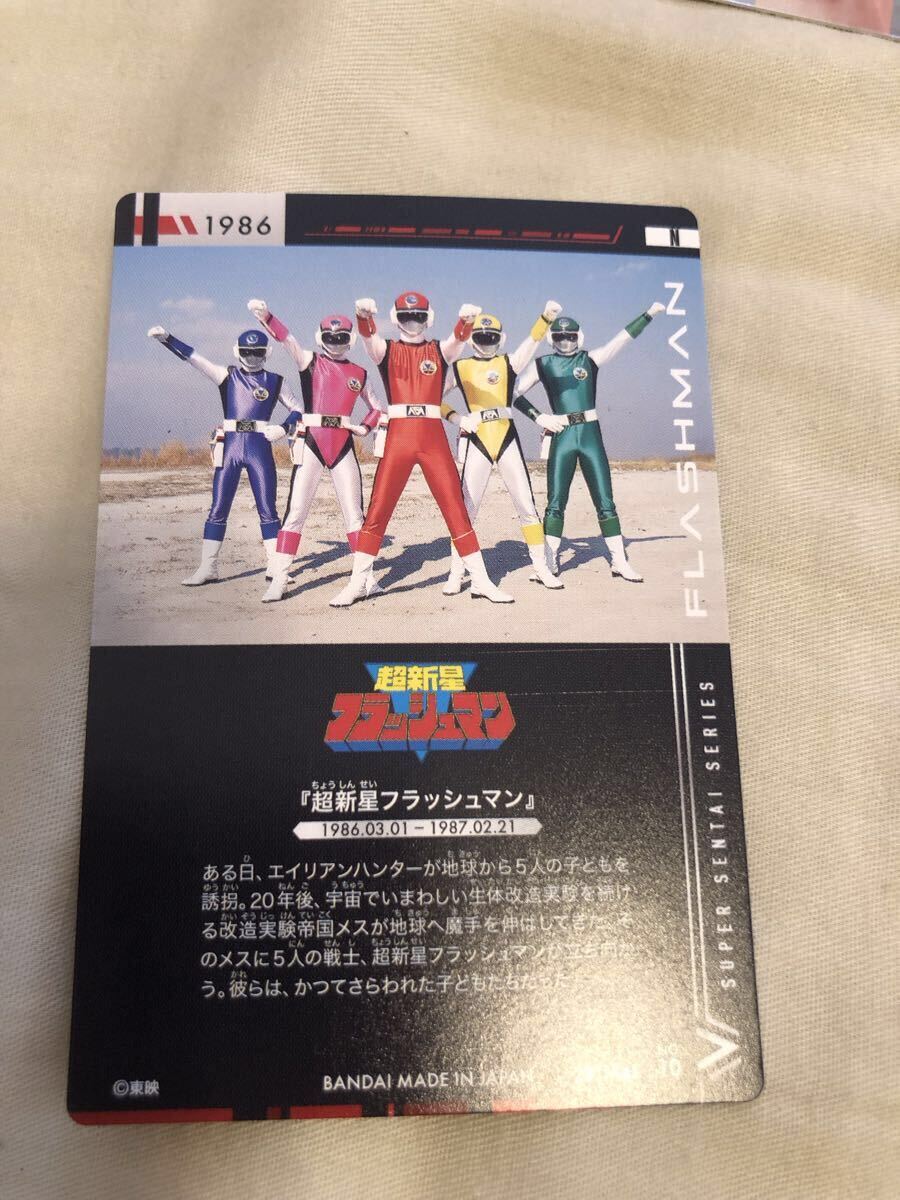 1986
N
FLASHMAN
超新星
フラッシュマン
ちょうしんせい
『超新星フラッシュマン』
1986.03.01 – 1987.02.21
ある日、エイリアンハンターが地球から5人の子どもを
誘拐。20年後、宇宙でいまわしい生体改造実験を続け
る改造実験帝国メスが地球へ魔手を伸ばしてきた。そ
のメスに5人の戦士、超新星フラッシュマンが立ち向か
う。彼らは、かつてさらわれた子どもたちだった
SUPER SENTAI SERIES
©東映
BANDAI MADE IN JAPAN
NO.
10